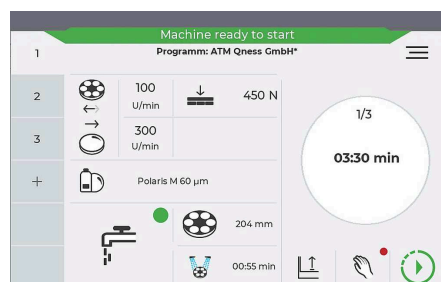 Machine ready to start
1
Programm: ATM Qness GmbH*
2
100
U/min
450 N
3
300
U/min
1/3
03:30 min
+
Polaris M 60 µm
204 mm
00:55 min